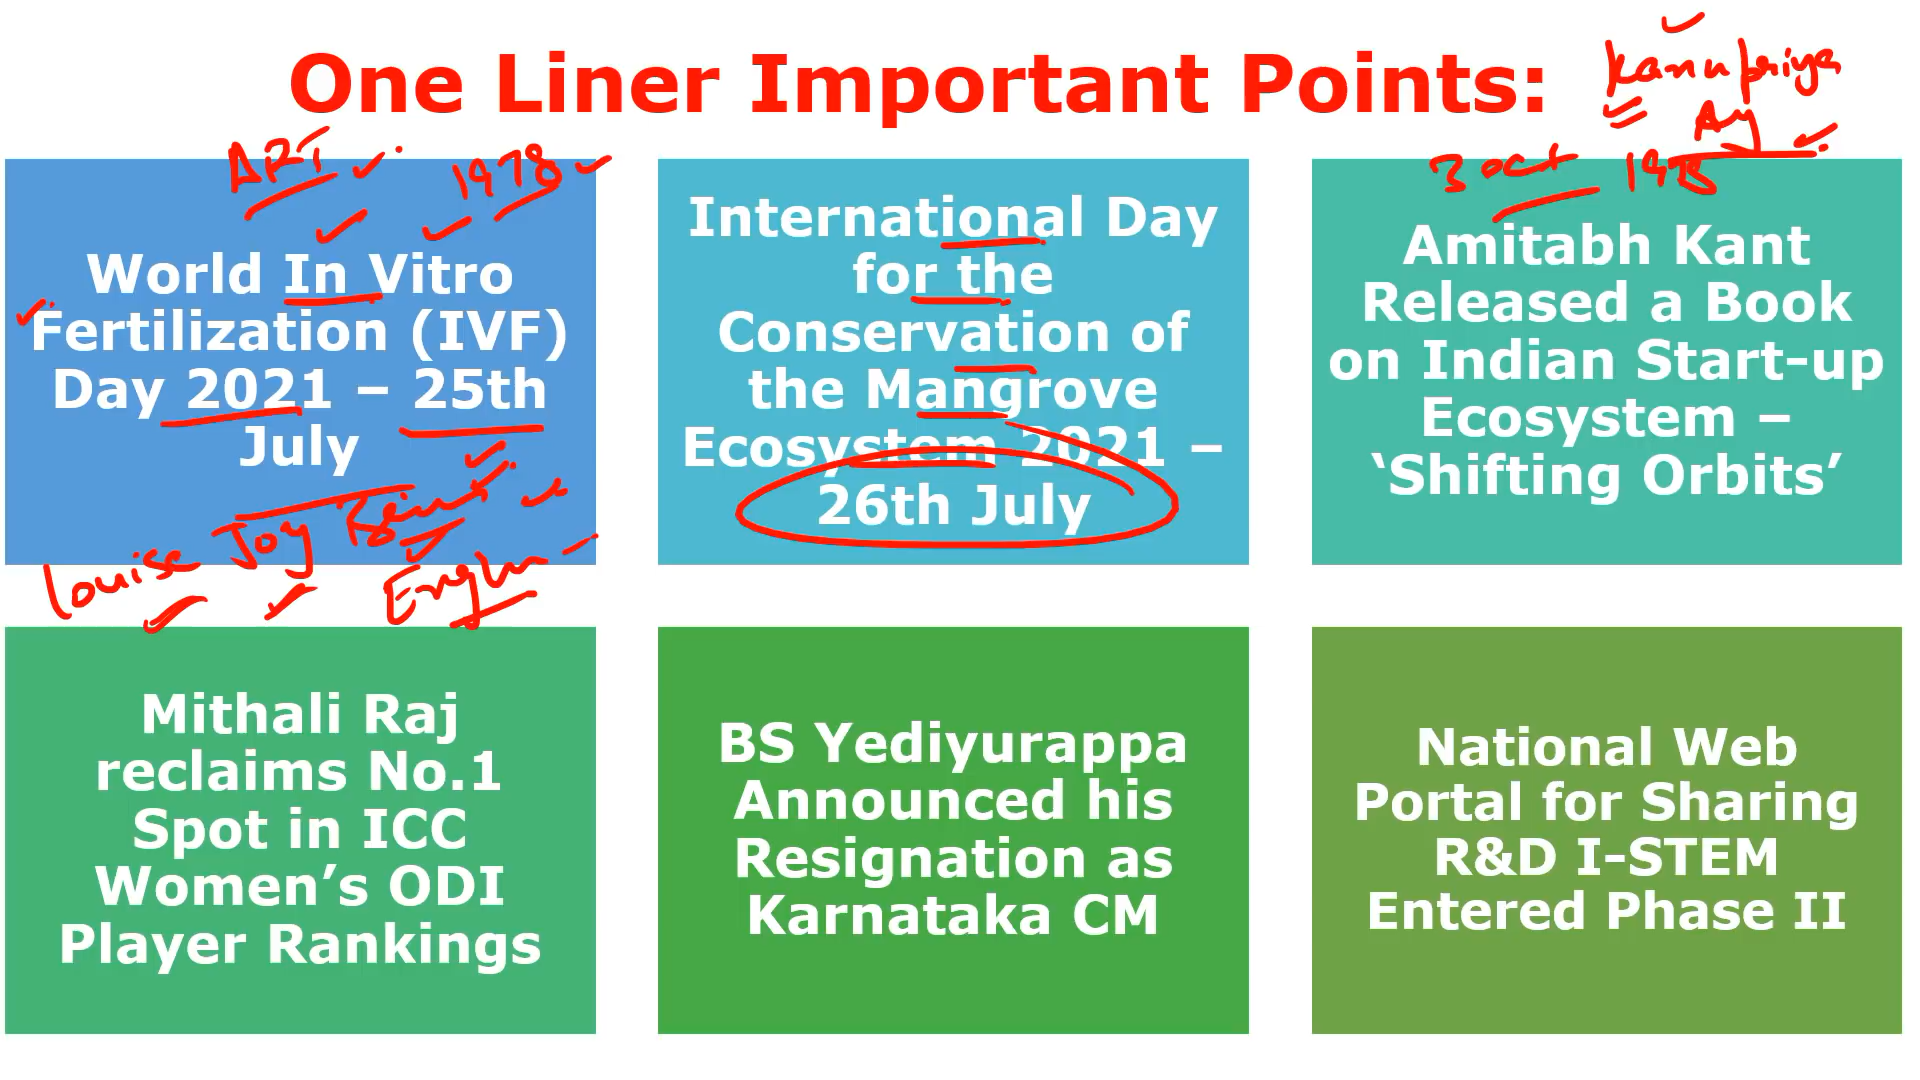 One Liner Important Points:
Kanupriya
Ag
ART
1978
3 oct 1978
World In Vitro
Fertilization (IVF)
Day 2021 – 25th
July
Louise Joy
International Day
for the
Conservation of
the Mangrove
Ecosystem 2021 –
26th July
Amitabh Kant
Released a Book
on Indian Start-up
Ecosystem –
‘Shifting Orbits’
Mithali Raj
reclaims No.1
Spot in ICC
Women’s ODI
Player Rankings
BS Yediyurappa
Announced his
Resignation as
Karnataka CM
National Web
Portal for Sharing
R&D I-STEM
Entered Phase II